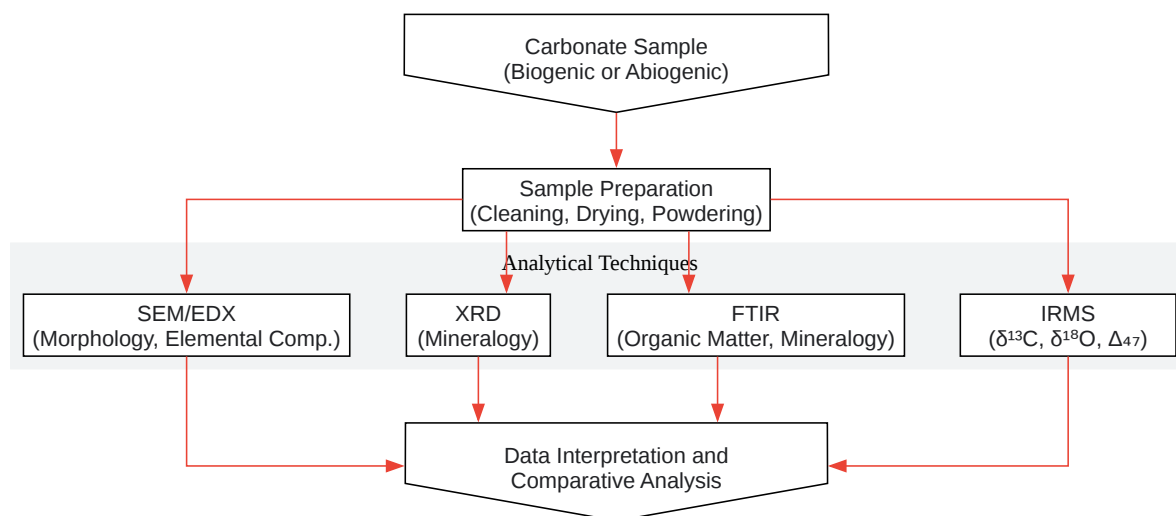 Carbonate Sample
(Biogenic or Abiogenic)
Sample Preparation
(Cleaning, Drying, Powdering)
Analytical Techniques
SEM/EDX
(Morphology, Elemental Comp.)
XRD
(Mineralogy)
FTIR
(Organic Matter, Mineralogy)
IRMS
(δ¹³C, δ¹⁸O, Δ₄₇)
Data Interpretation and
Comparative Analysis